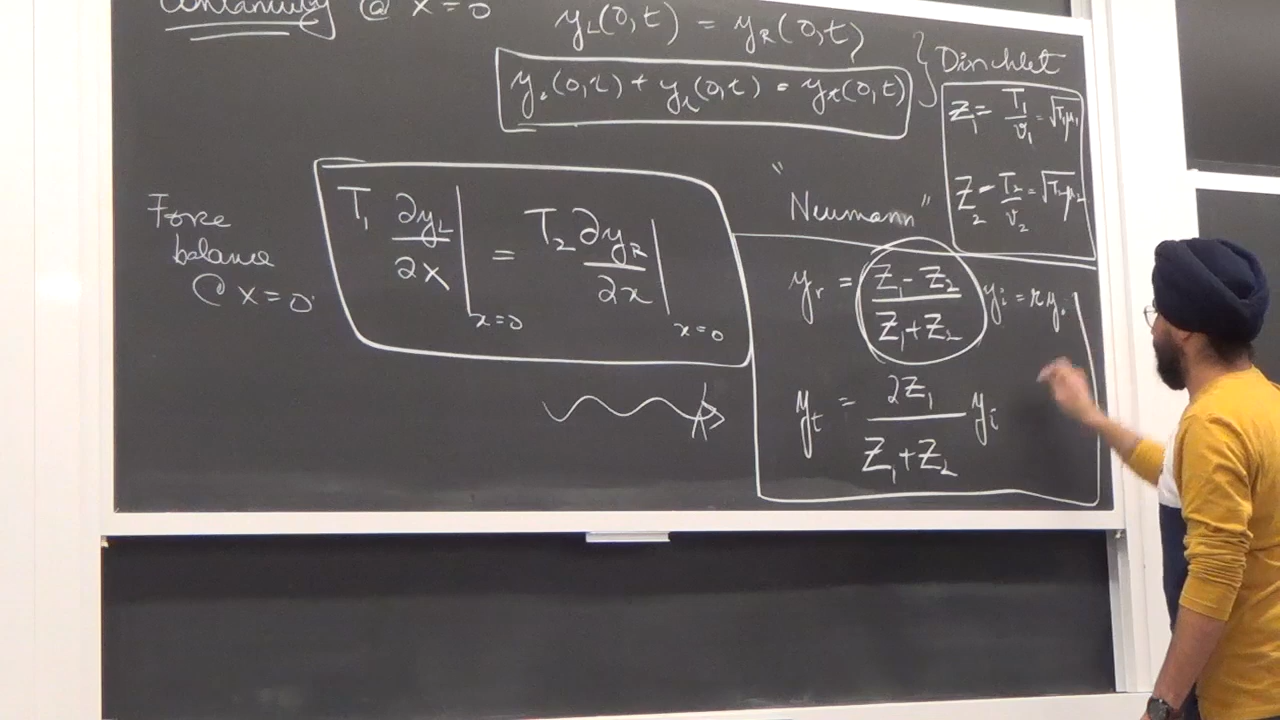 Continuity @ x=0
y_L(0,t) = y_R(0,t)
y_i(0,t) + y_r(0,t) = y_t(0,t)
} Dirichlet
Z_1 = T_1/v_1 = √T_1μ_1
Z_2 = T_2/v_2 = √T_2μ_2
Force
balance
@ x=0
T_1 ∂y_L/∂x |_{x=0} = T_2 ∂y_R/∂x |_{x=0}
"Neumann"
y_r = (Z_1-Z_2)/(Z_1+Z_2) y_i = r y_i
y_t = 2Z_1/(Z_1+Z_2) y_i